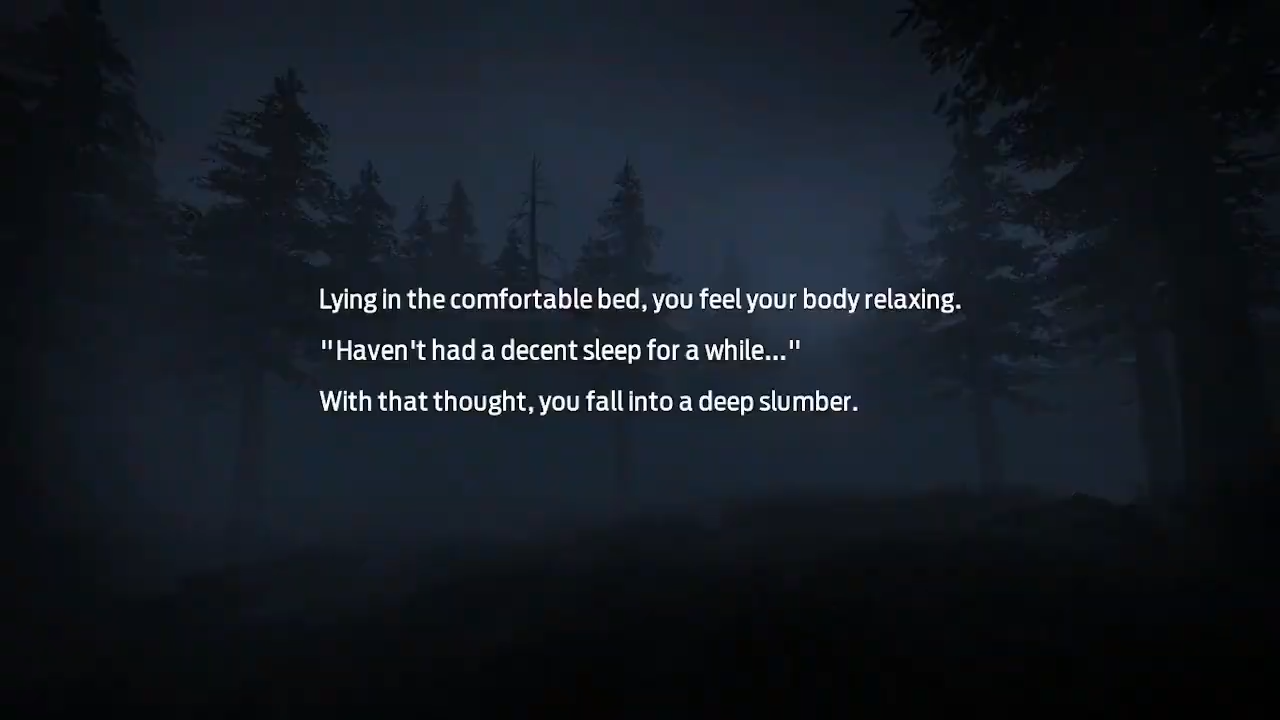 Lying in the comfortable bed, you feel your body relaxing.
"Haven't had a decent sleep for a while..."
With that thought, you fall into a deep slumber.